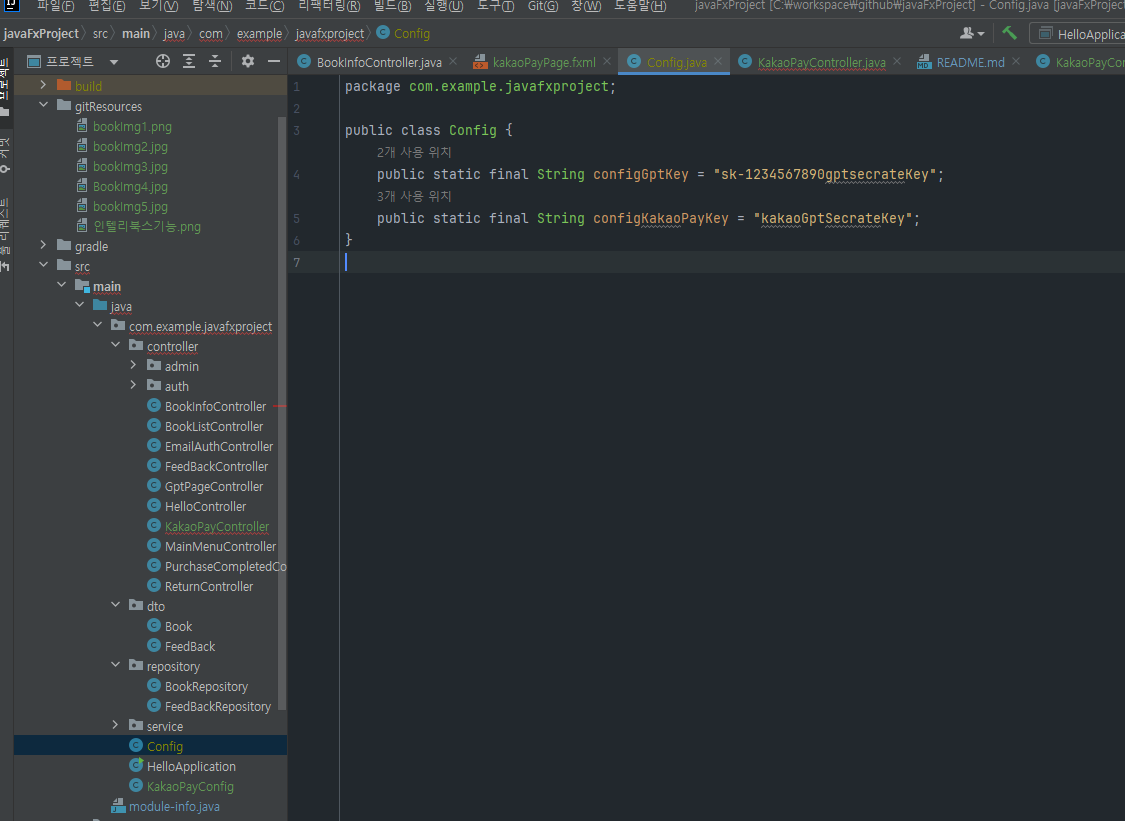 파일(F) 편집(E) 보기(V) 탐색(N) 코드(C) 리팩터링(R) 빌드(B) 실행(U) 도구(T) Git(G) 창(W) 도움말(H) javaFxProject [C:₩workspace₩github₩javaFxProject] - Config.java [javaFxProject
javaFxProject src main java com example javafxproject Config HelloApplica
프로젝트
BookInfoController.java kakaoPayPage.fxml Config.java KakaoPayController.java README.md KakaoPayCon
build
gitResources
bookImg1.png
bookImg2.jpg
bookImg3.jpg
BookImg4.jpg
bookImg5.jpg
인텔리북스기능.png
gradle
src
main
java
com.example.javafxproject
controller
admin
auth
BookInfoController
BookListController
EmailAuthController
FeedBackController
GptPageController
HelloController
KakaoPayController
MainMenuController
PurchaseCompletedCo
ReturnController
dto
Book
FeedBack
repository
BookRepository
FeedBackRepository
service
Config
HelloApplication
KakaoPayConfig
module-info.java
1 package com.example.javafxproject;
2
3 public class Config {
2개 사용 위치
4 public static final String configGptKey = "sk-1234567890gptsecrateKey";
3개 사용 위치
5 public static final String configKakaoPayKey = "kakaoGptSecrateKey";
6 }
7